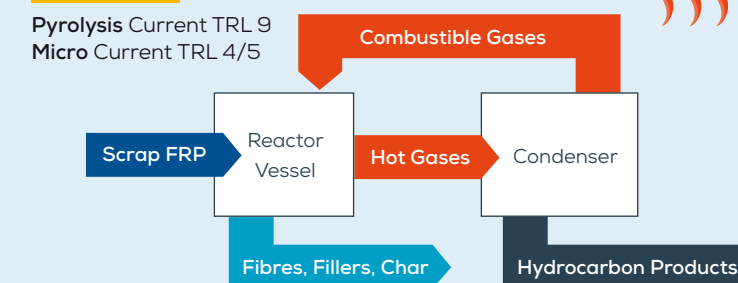 Pyrolysis Current TRL 9
Micro Current TRL 4/5
Combustible Gases
Scrap FRP
Reactor
Vessel
Hot Gases
Condenser
Fibres, Fillers, Char
Hydrocarbon Products